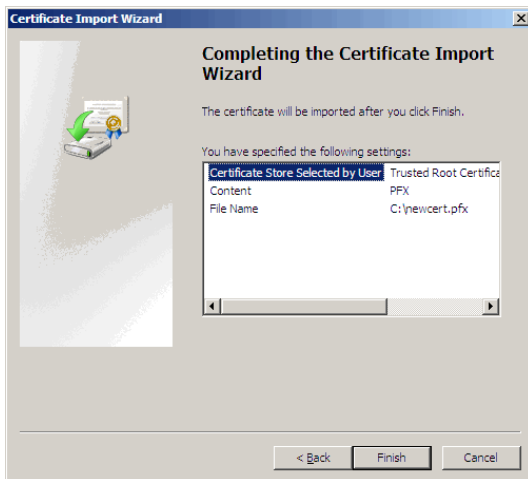 Certificate Import Wizard
Completing the Certificate Import
Wizard
The certificate will be imported after you click Finish.
You have specified the following settings:
Certificate Store Selected by User Trusted Root Certifica
Content PFX
File Name C:\newcert.pfx
< Back Finish Cancel